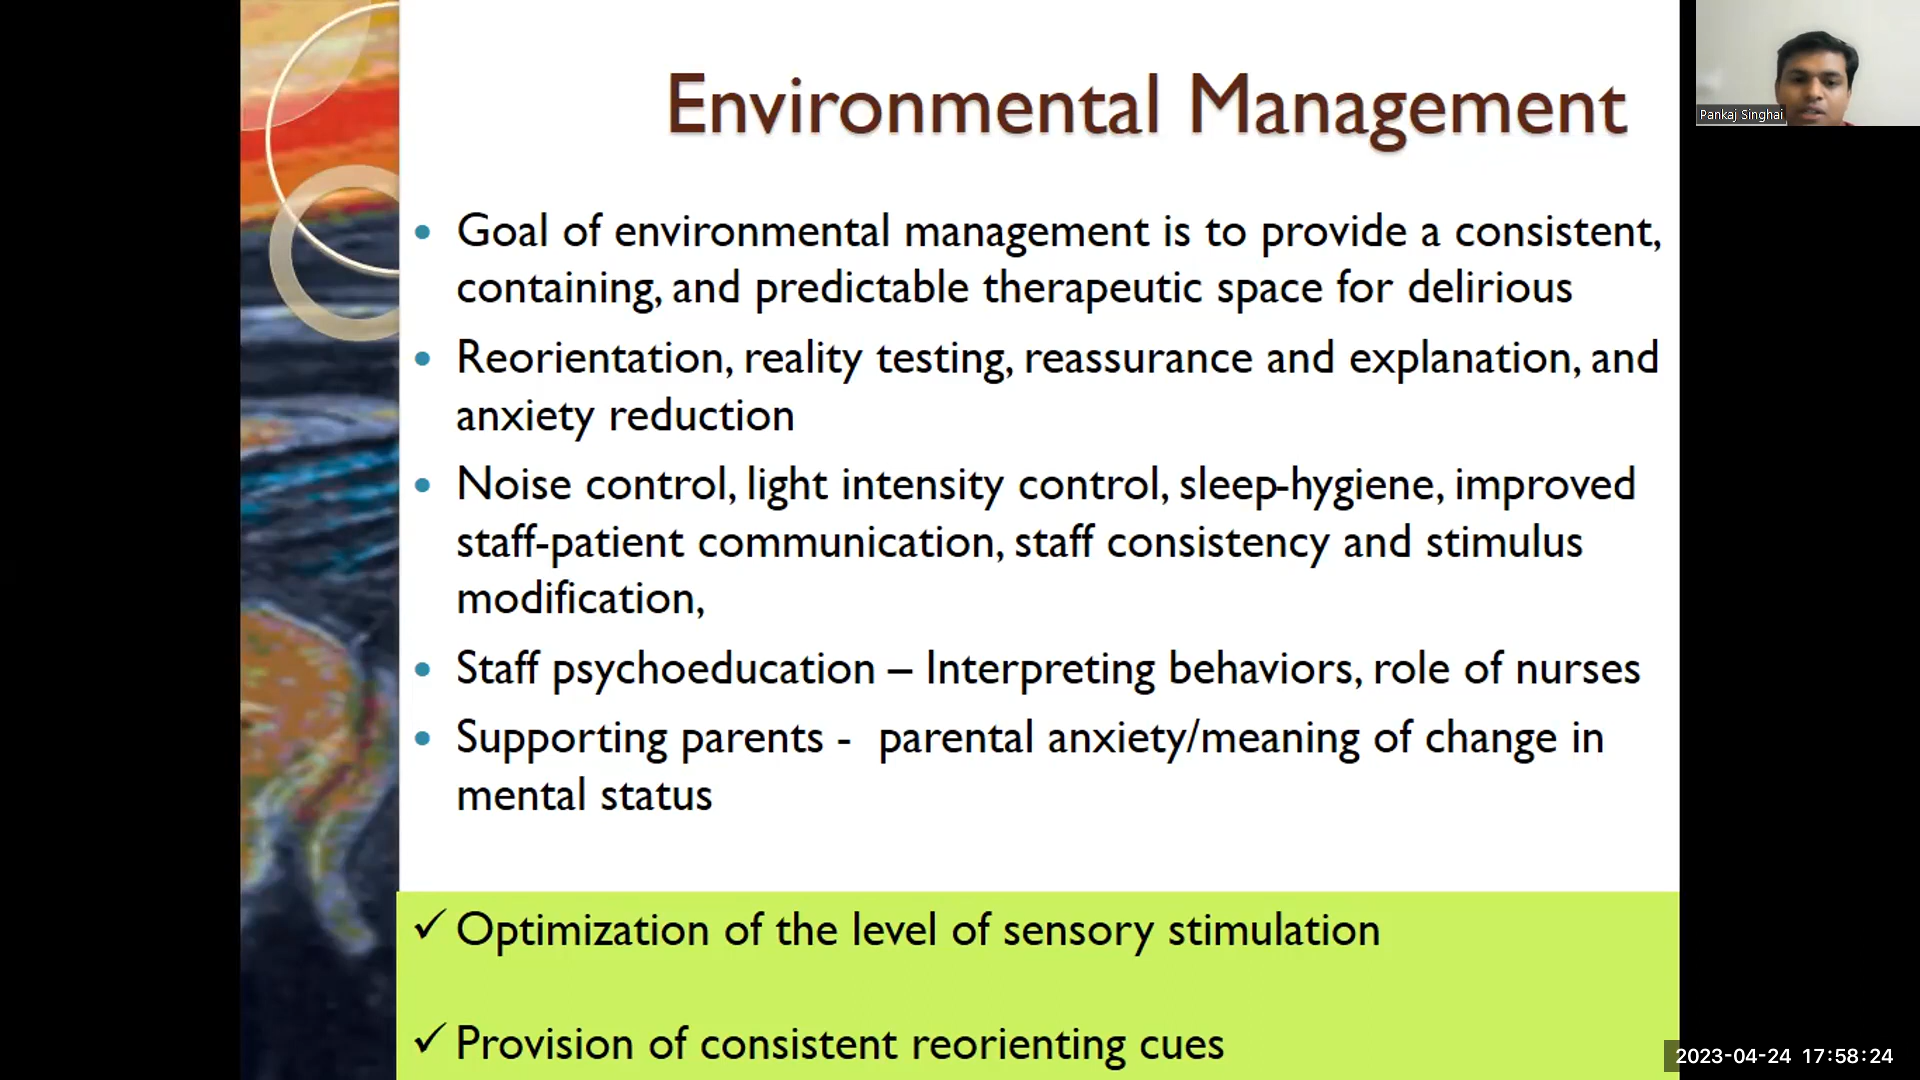 Environmental Management
Pankaj Singhai
• Goal of environmental management is to provide a consistent,
containing, and predictable therapeutic space for delirious
• Reorientation, reality testing, reassurance and explanation, and
anxiety reduction
• Noise control, light intensity control, sleep-hygiene, improved
staff-patient communication, staff consistency and stimulus
modification,
• Staff psychoeducation – Interpreting behaviors, role of nurses
• Supporting parents -  parental anxiety/meaning of change in
mental status
✓ Optimization of the level of sensory stimulation
✓ Provision of consistent reorienting cues
2023-04-24 17:58:24